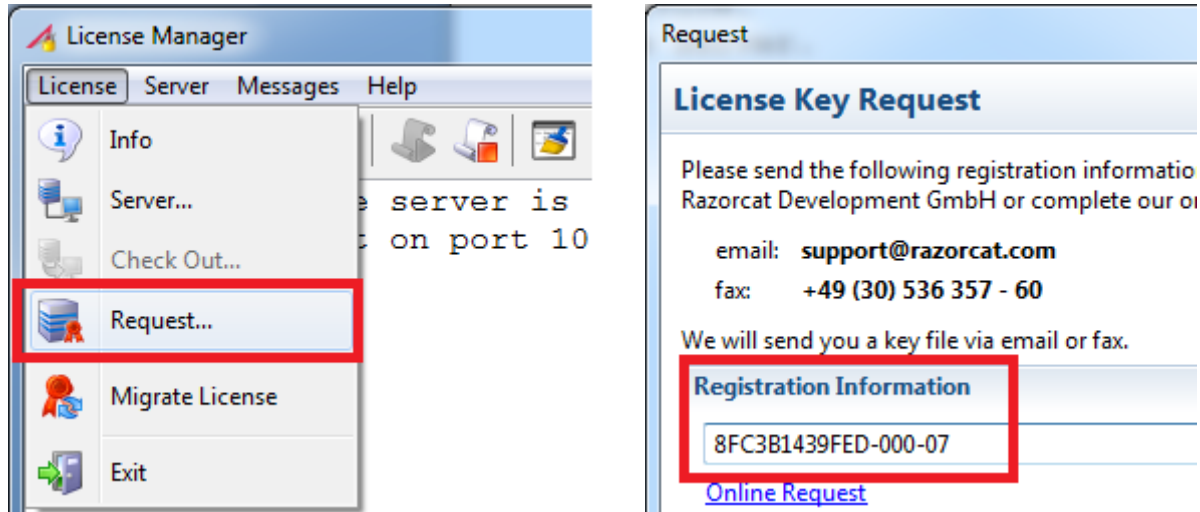 License Manager
License Server Messages Help
Info
Server...
server is
on port 10
Check Out...
Request...
Migrate License
Exit
Request
License Key Request
Please send the following registration
Razorcat Development GmbH or complete our
email: support@razorcat.com
fax: +49 (30) 536 357 - 60
We will send you a key file via email or fax.
Registration Information
8FC3B1439FED-000-07
Online Request